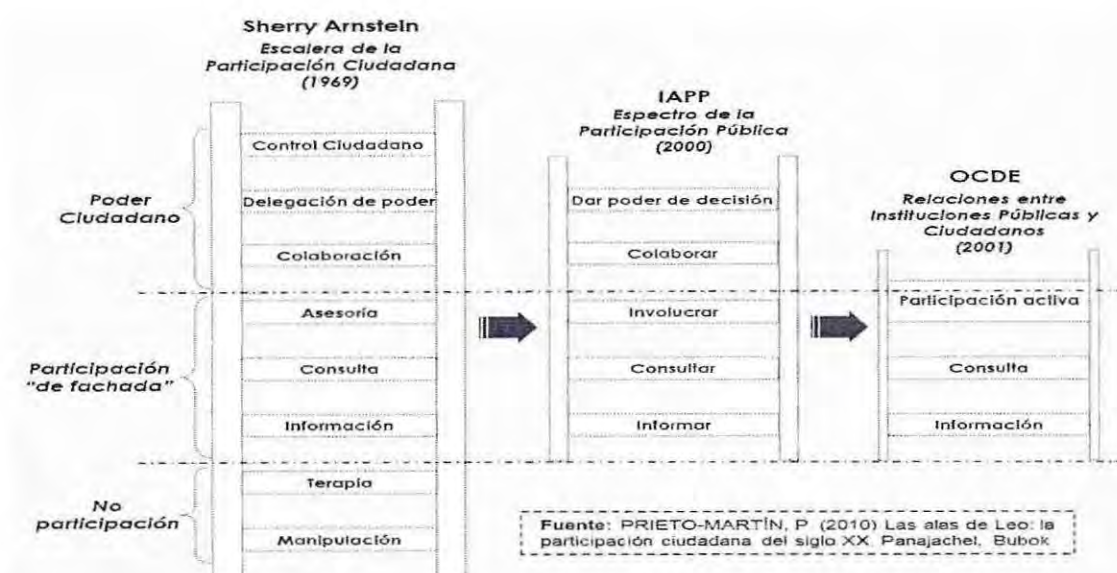 Sherry Arnstein
Escalera de la
Participación Ciudadana
(1969)
Poder
Ciudadano
Control Ciudadano
Delegación de poder
Colaboración
Participación
"de fachada"
Asesoría
Consulta
Información
No
participación
Terapía
Manipulación
IAPP
Espectro de la
Participación Pública
(2000)
Dar poder de decisión
Colaborar
Involucrar
Consultar
Informar
OCDE
Relaciones entre
Instituciones Públicas y
Ciudadanos
(2001)
Participación activa
Consulta
Información
Fuente: PRIETO-MARTÍN, P (2010) Las alas de Leo: la
participación ciudadana del siglo XX. Panajachel, Bubok